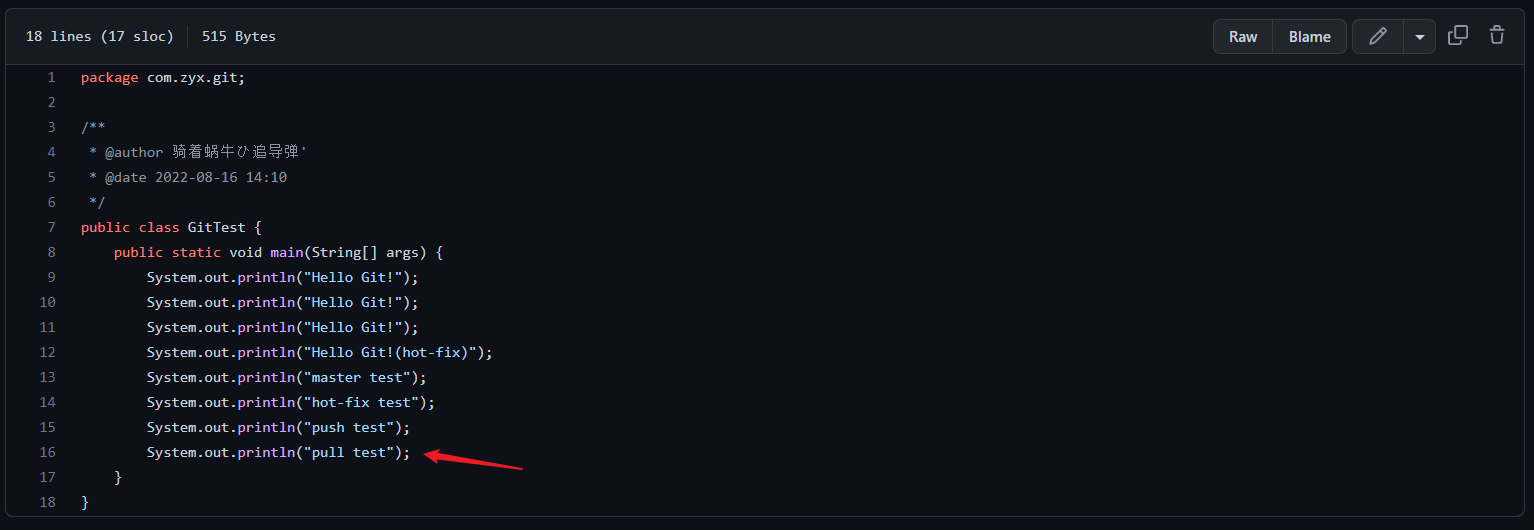 18 lines (17 sloc) 515 Bytes Raw Blame
1 package com.zyx.git;
2
3 /**
4 * @author 骑着蜗牛ひ追导弹'
5 * @date 2022-08-16 14:10
6 */
7 public class GitTest {
8 public static void main(String[] args) {
9 System.out.println("Hello Git!");
10 System.out.println("Hello Git!");
11 System.out.println("Hello Git!");
12 System.out.println("Hello Git!(hot-fix)");
13 System.out.println("master test");
14 System.out.println("hot-fix test");
15 System.out.println("push test");
16 System.out.println("pull test");
17 }
18 }